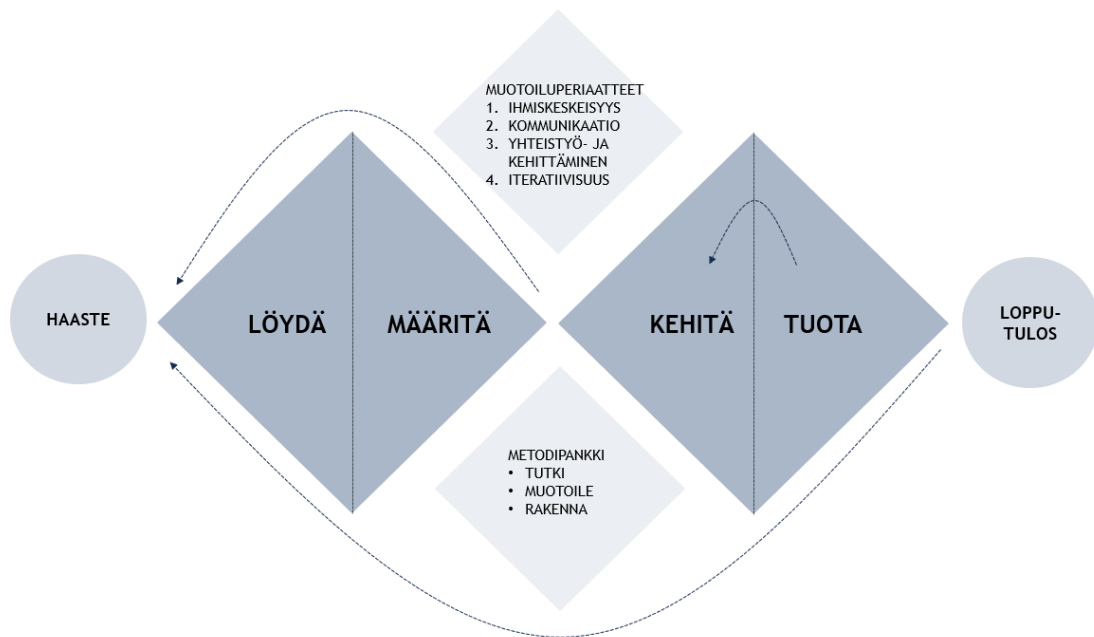 MUOTOILUPERIAATTEET
1. IHMISKESKEISYYS
2. KOMMUNIKAATIO
3. YHTEISTYÖ- JA
KEHITTÄMINEN
4. ITERATIIVISUUS
HAASTE
LÖYDÄ
MÄÄRITÄ
KEHITÄ
TUOTA
LOPPU-
TULOS
METODIPANKKI
• TUTKI
• MUOTOILE
• RAKENNA